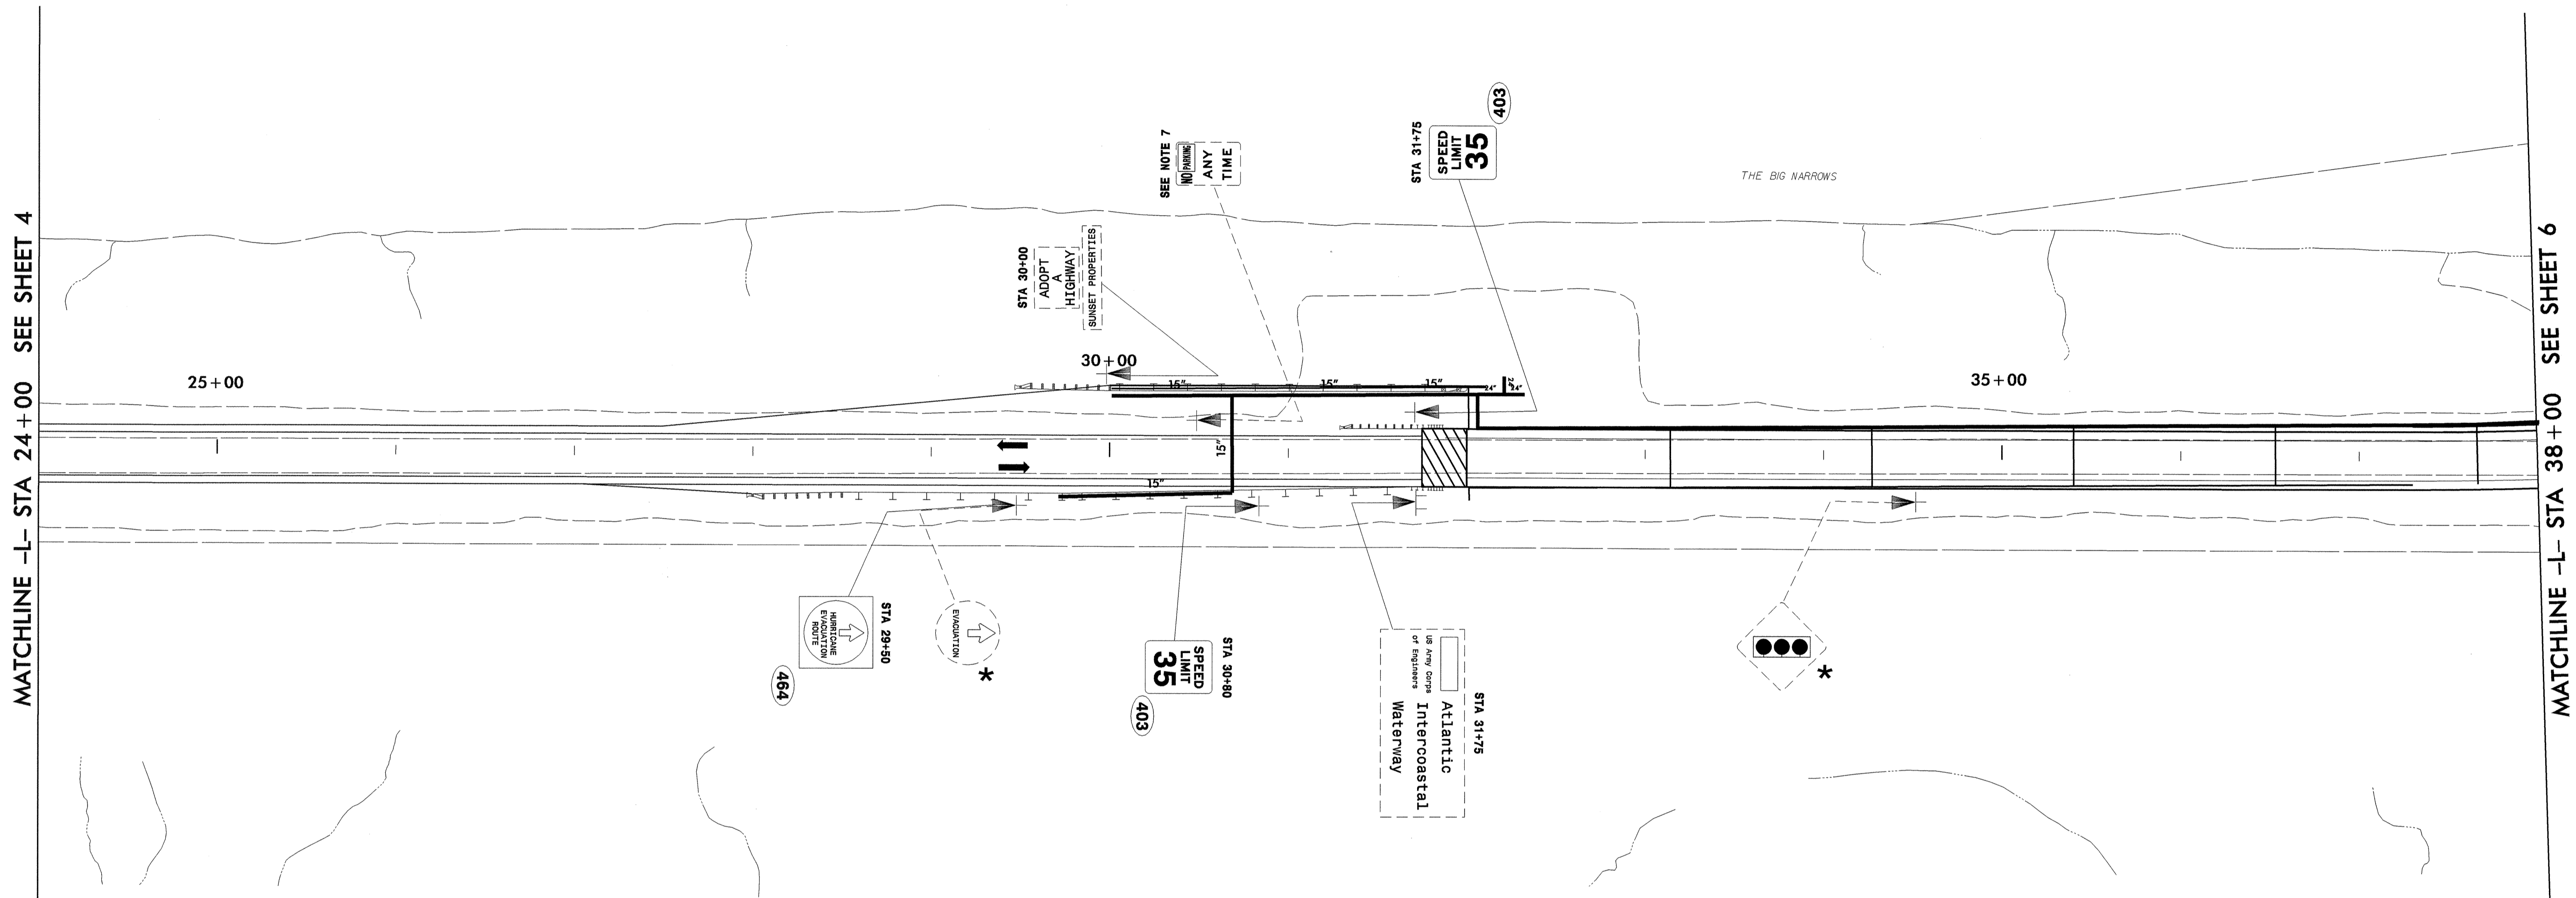 MATCHLINE -L- STA 24+00 SEE SHEET 4
25+00
STA 30+00
ADOPT
A
HIGHWAY
SUNSET PROPERTIES
30+00
SEE NOTE 7
NO PARKING
ANY
TIME
STA 31+75
SPEED
LIMIT
35
403
THE BIG NARROWS
35+00
15"
15"
15"
24"
24"
24"
15"
15"
HURRICANE
EVACUATION
ROUTE
STA 29+50
464
EVACUATION
*
SPEED
LIMIT
35
STA 30+80
403
US Army Corps
of Engineers
Atlantic
Intercoastal
Waterway
STA 31+75
*
MATCHLINE -L- STA 38+00 SEE SHEET 6